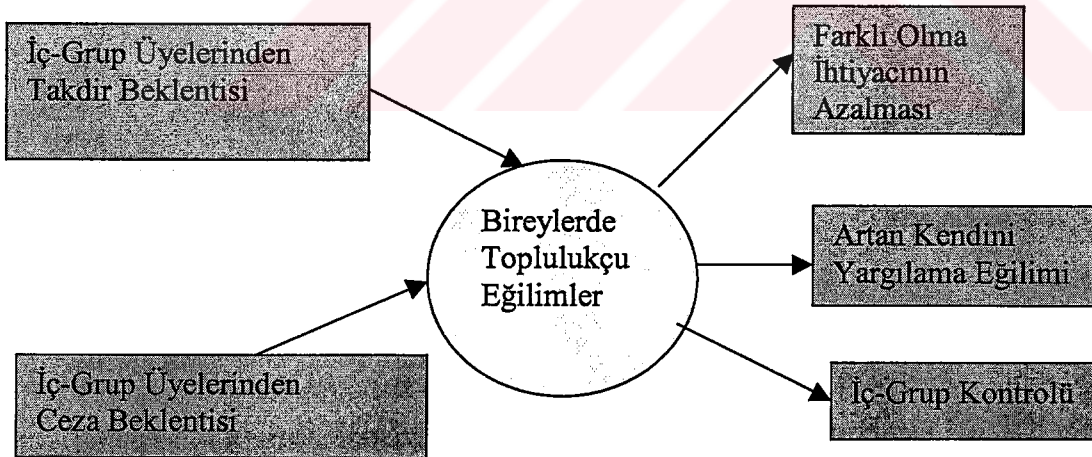 İç-Grup Üyelerinden
Takdir Beklentisi
Farklı Olma
İhtiyacının
Azalması
Bireylerde
Toplulukçu
Eğilimler
Artan Kendini
Yargılama Eğilimi
İç-Grup Üyelerinden
Ceza Beklentisi
İç-Grup Kontrolü